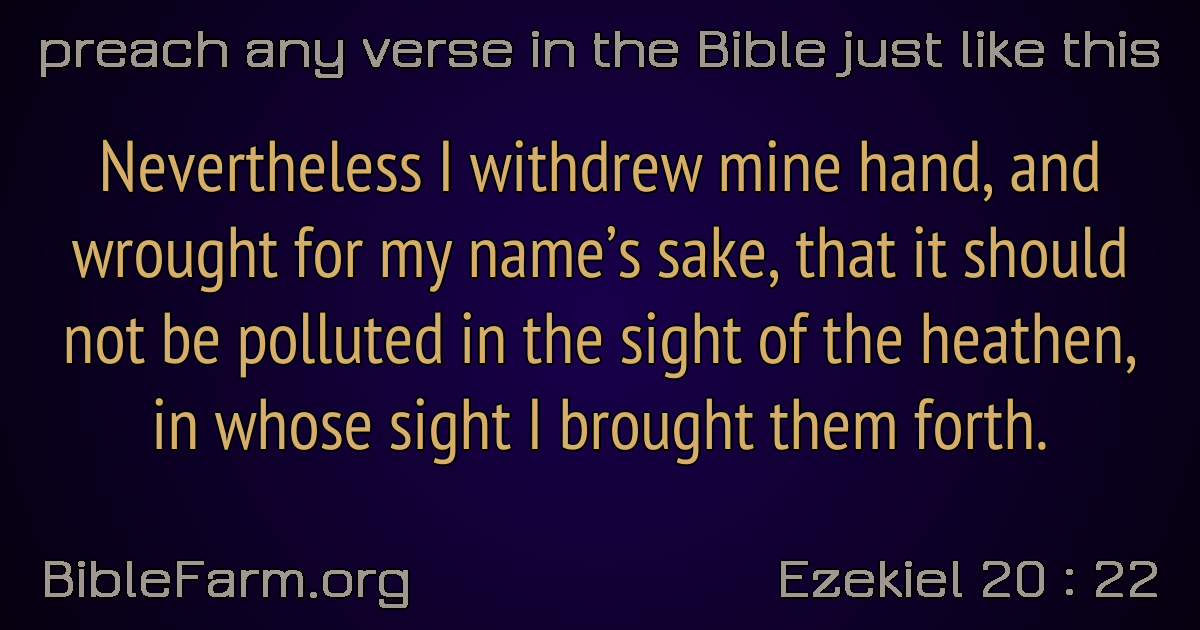 preach any verse in the Bible just like this
Nevertheless I withdrew mine hand, and
wrought for my name’s sake, that it should
not be polluted in the sight of the heathen,
in whose sight I brought them forth.
BibleFarm.org
Ezekiel 20 : 22